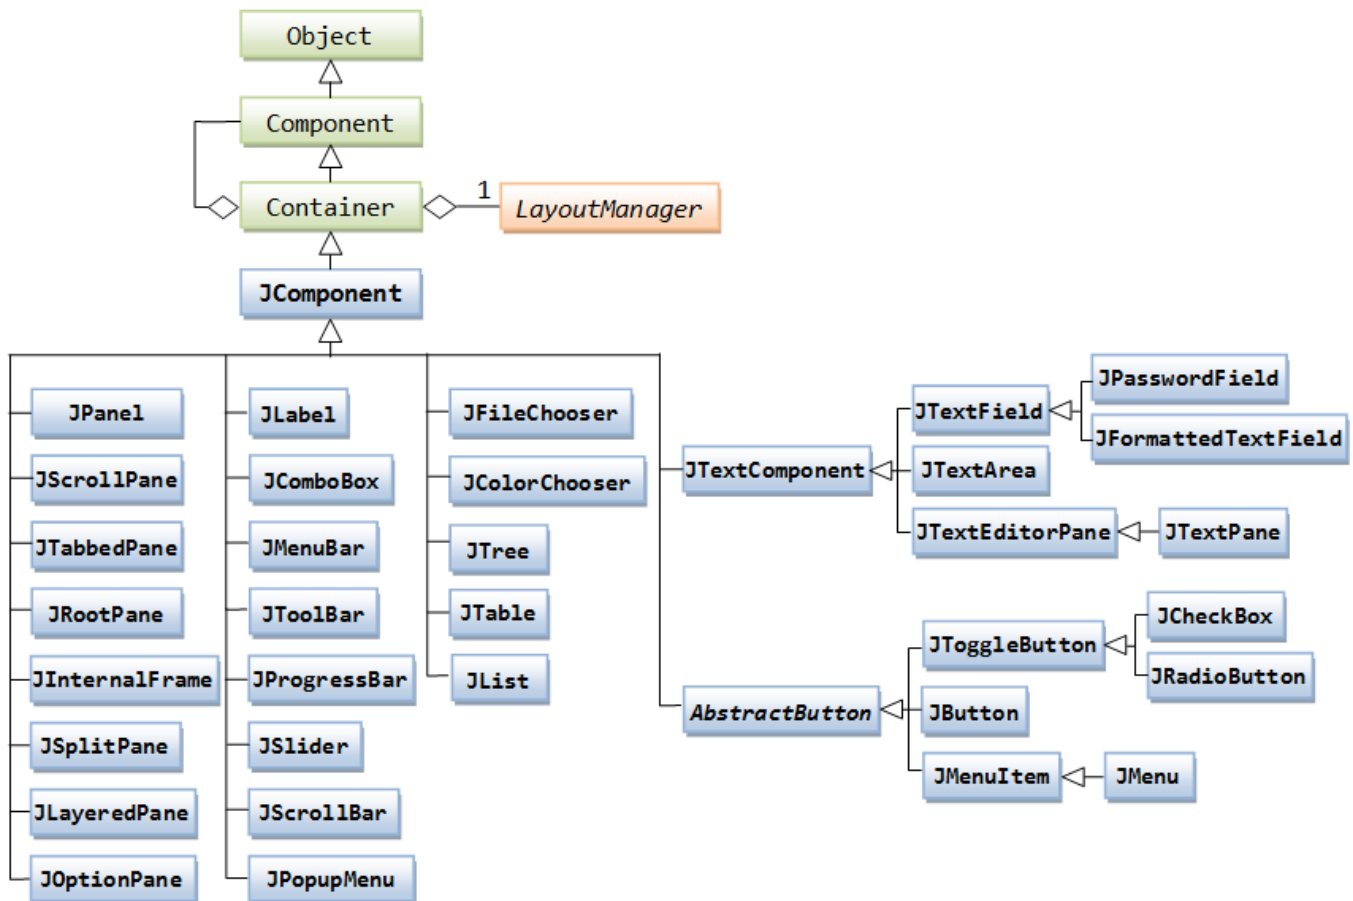 Object
Component
Container
1
LayoutManager
JComponent
JPanel
JScrollPane
JTabbedPane
JRootPane
JInternalFrame
JSplitPane
JLayeredPane
JOptionPane
JLabel
JComboBox
JMenuBar
JToolBar
JProgressBar
JSlider
JScrollBar
JPopupMenu
JFileChooser
JColorChooser
JTree
JTable
JList
JTextComponent
JTextField
JPasswordField
JFormattedTextField
JTextArea
JTextEditorPane
JTextPane
AbstractButton
JToggleButton
JCheckBox
JRadioButton
JButton
JMenuItem
JMenu